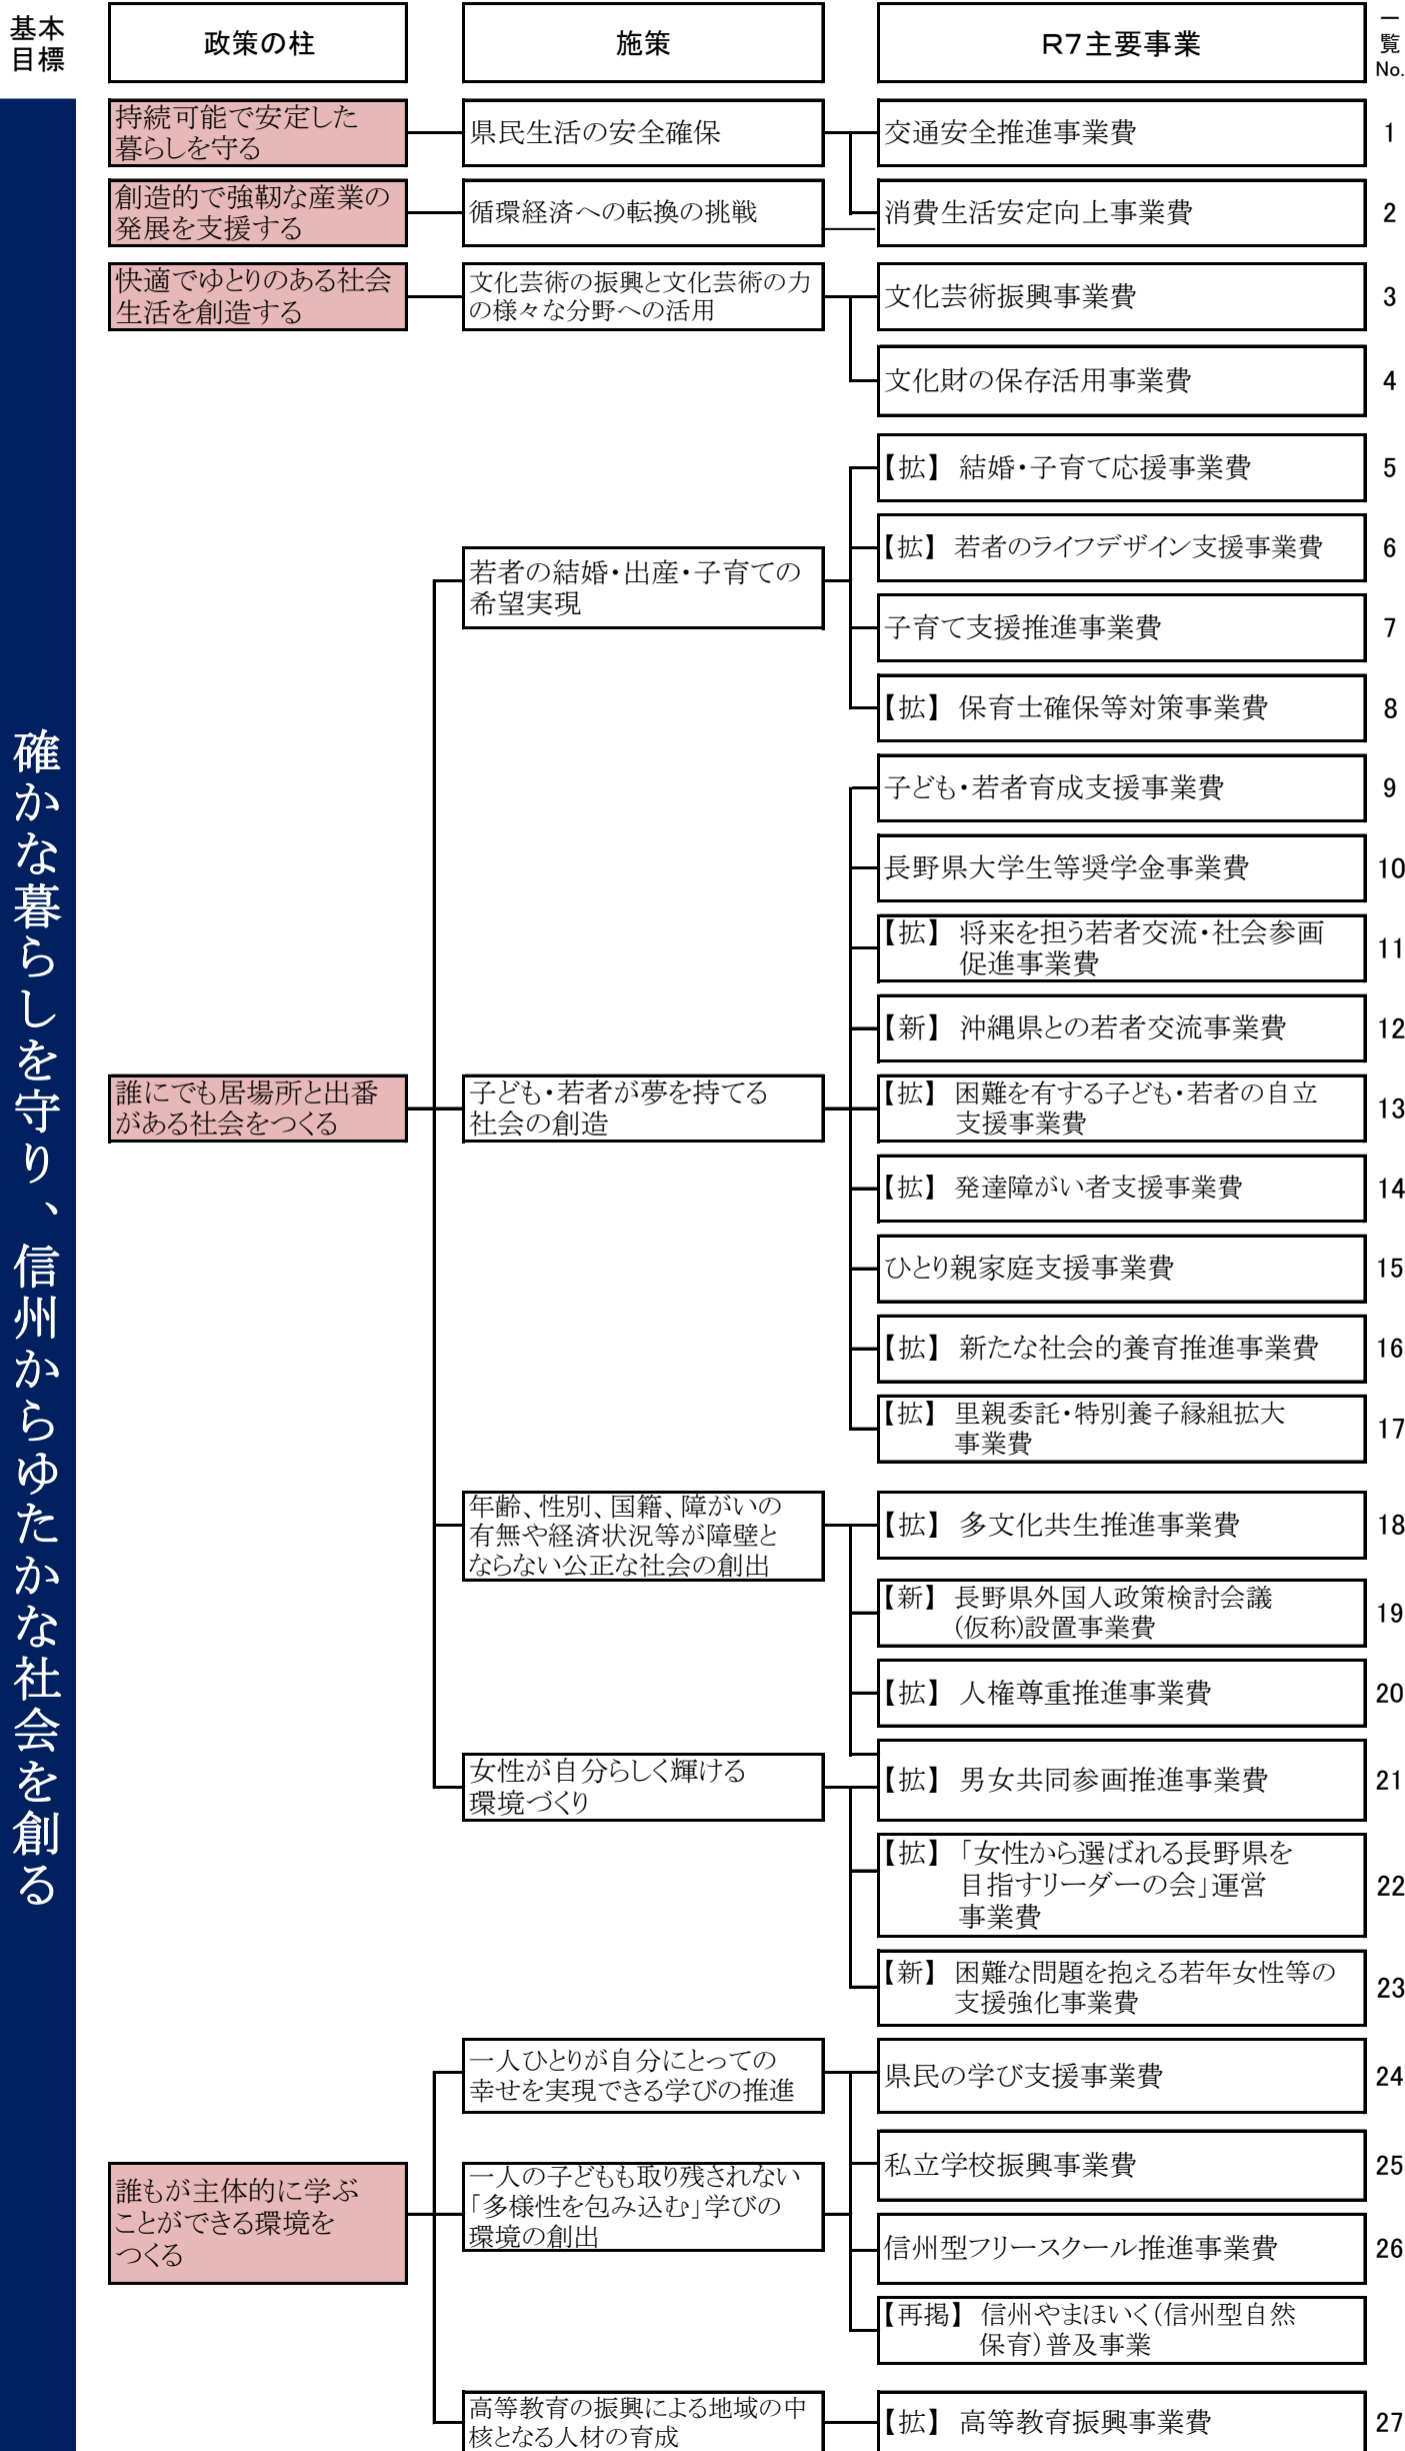 基本
目標
政策の柱
施策
R7主要事業
一
覧
No.
確かな暮らしを守り、信州からゆたかな社会を創る
持続可能で安定した
暮らしを守る
県民生活の安全確保
交通安全推進事業費
1
創造的で強靭な産業の
発展を支援する
循環経済への転換の挑戦
消費生活安定向上事業費
2
快適でゆとりのある社会
生活を創造する
文化芸術の振興と文化芸術の力
の様々な分野への活用
文化芸術振興事業費
3
文化財の保存活用事業費
4
若者の結婚・出産・子育ての
希望実現
【拡】 結婚・子育て応援事業費
5
【拡】 若者のライフデザイン支援事業費
6
子育て支援推進事業費
7
【拡】 保育士確保等対策事業費
8
誰にでも居場所と出番
がある社会をつくる
子ども・若者が夢を持てる
社会の創造
子ども・若者育成支援事業費
9
長野県大学生等奨学金事業費
10
【拡】 将来を担う若者交流・社会参画
促進事業費
11
【新】 沖縄県との若者交流事業費
12
【拡】 困難を有する子ども・若者の自立
支援事業費
13
【拡】 発達障がい者支援事業費
14
ひとり親家庭支援事業費
15
【拡】 新たな社会的養育推進事業費
16
【拡】 里親委託・特別養子縁組拡大
事業費
17
年齢、性別、国籍、障がいの
有無や経済状況等が障壁と
ならない公正な社会の創出
【拡】 多文化共生推進事業費
18
【新】 長野県外国人政策検討会議
(仮称)設置事業費
19
【拡】 人権尊重推進事業費
20
女性が自分らしく輝ける
環境づくり
【拡】 男女共同参画推進事業費
21
【拡】 「女性から選ばれる長野県を
目指すリーダーの会」運営
事業費
22
【新】 困難な問題を抱える若年女性等の
支援強化事業費
23
誰もが主体的に学ぶ
ことができる環境を
つくる
一人ひとりが自分にとっての
幸せを実現できる学びの推進
県民の学び支援事業費
24
一人の子どもも取り残されない
「多様性を包み込む」学びの
環境の創出
私立学校振興事業費
25
信州型フリースクール推進事業費
26
【再掲】 信州やまほいく(信州型自然
保育)普及事業
高等教育の振興による地域の中
核となる人材の育成
【拡】 高等教育振興事業費
27